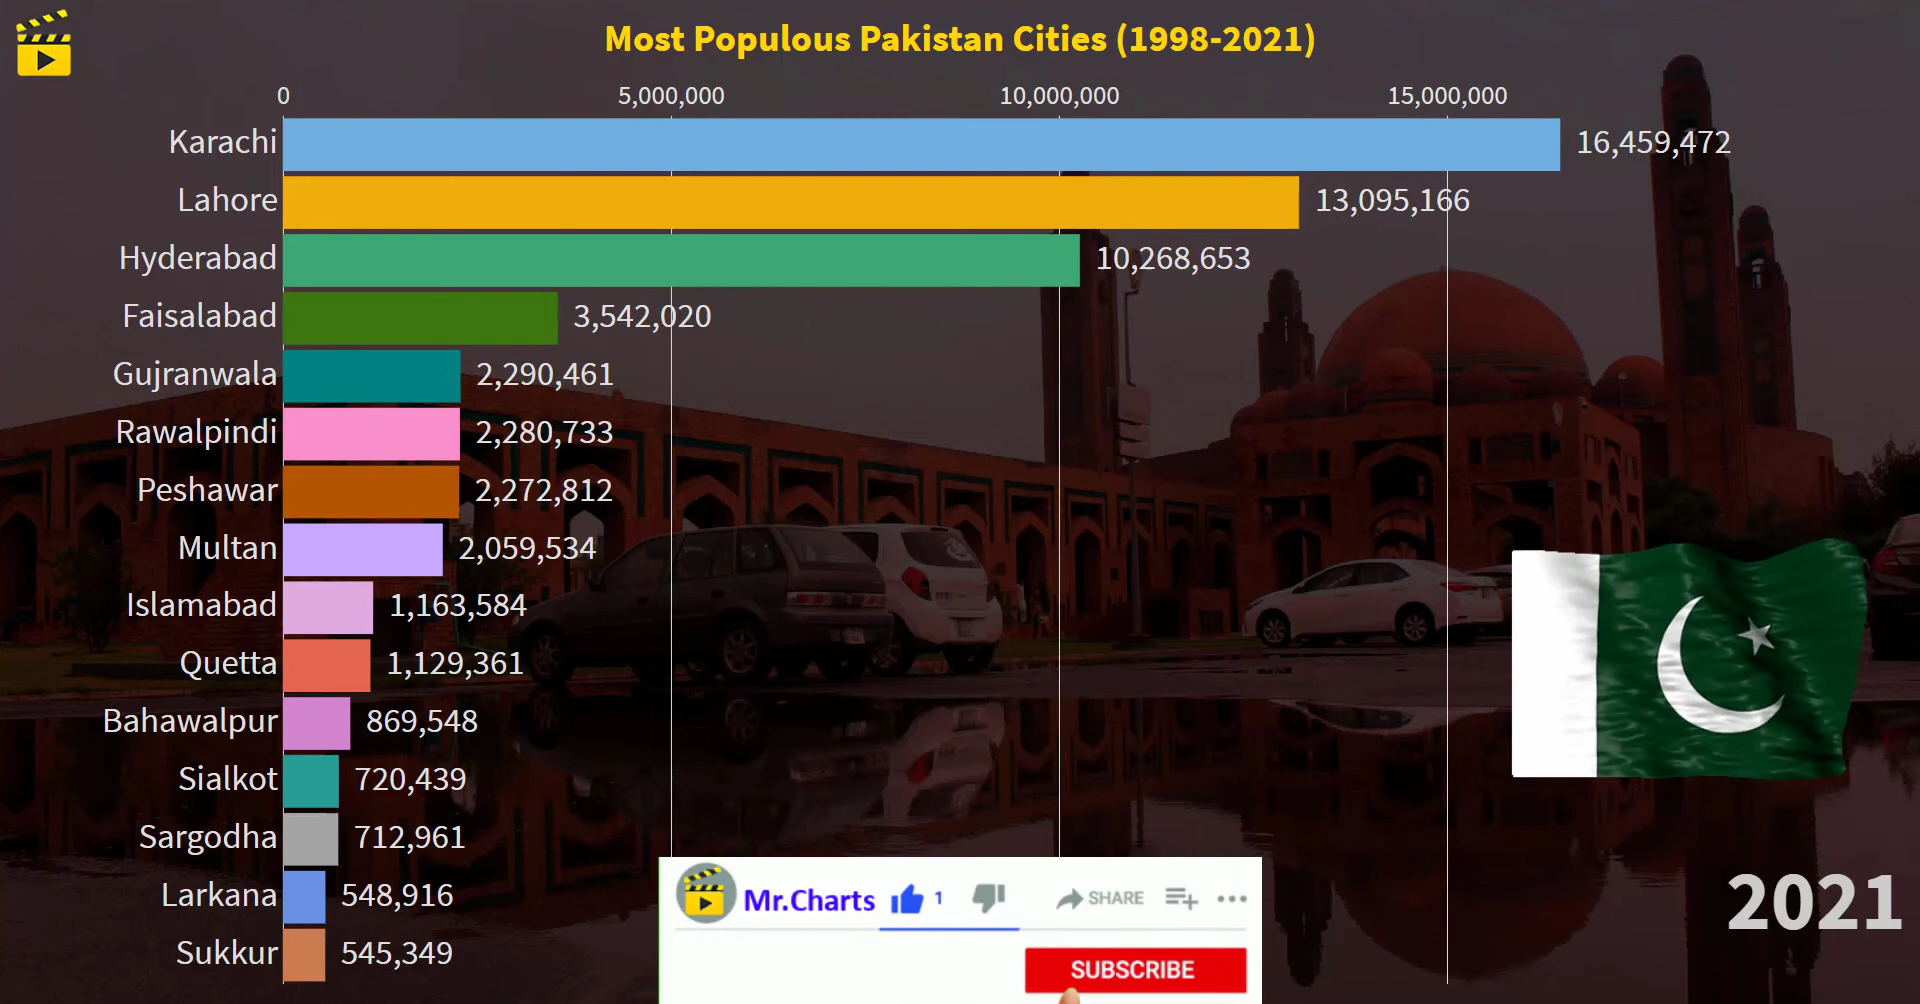 Most Populous Pakistan Cities (1998-2021)
0 5,000,000 10,000,000 15,000,000
Karachi 16,459,472
Lahore 13,095,166
Hyderabad 10,268,653
Faisalabad 3,542,020
Gujranwala 2,290,461
Rawalpindi 2,280,733
Peshawar 2,272,812
Multan 2,059,534
Islamabad 1,163,584
Quetta 1,129,361
Bahawalpur 869,548
Sialkot 720,439
Sargodha 712,961
Larkana 548,916
Sukkur 545,349
Mr.Charts 1 SHARE
SUBSCRIBE
2021